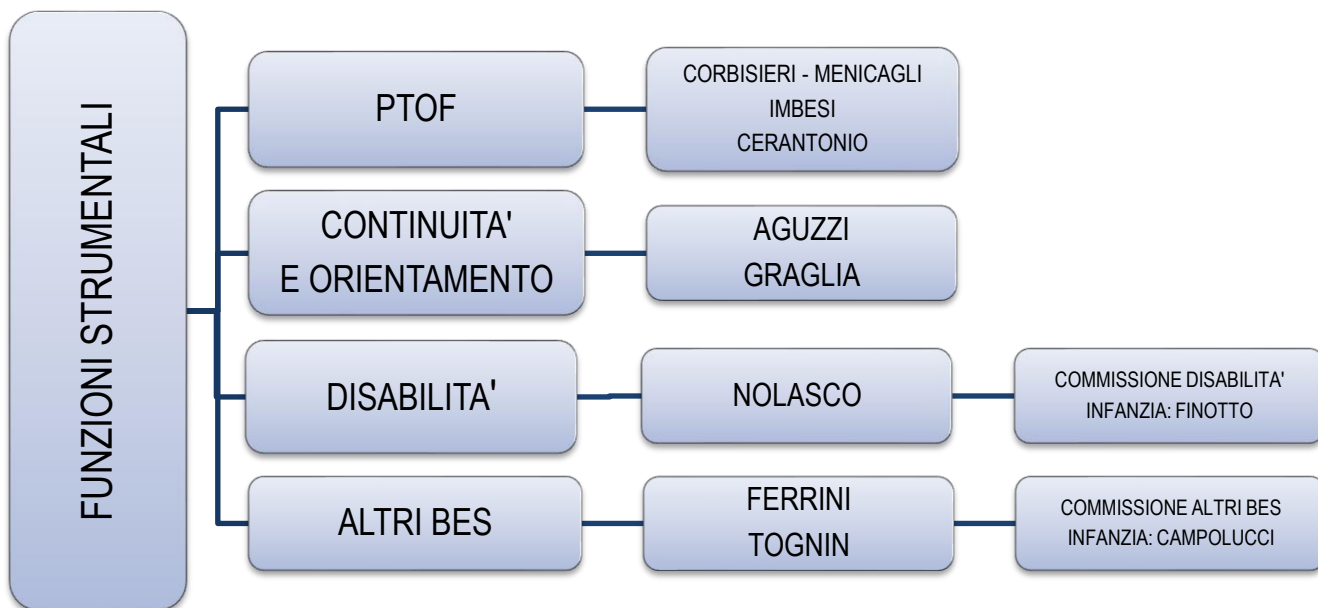 FUNZIONI STRUMENTALI
PTOF
CORBISIERI - MENICAGLI
IMBESI
CERANTONIO
CONTINUITA'
E ORIENTAMENTO
AGUZZI
GRAGLIA
DISABILITA'
NOLASCO
COMMISSIONE DISABILITA'
INFANZIA: FINOTTO
ALTRI BES
FERRINI
TOGNIN
COMMISSIONE ALTRI BES
INFANZIA: CAMPOLUCCI